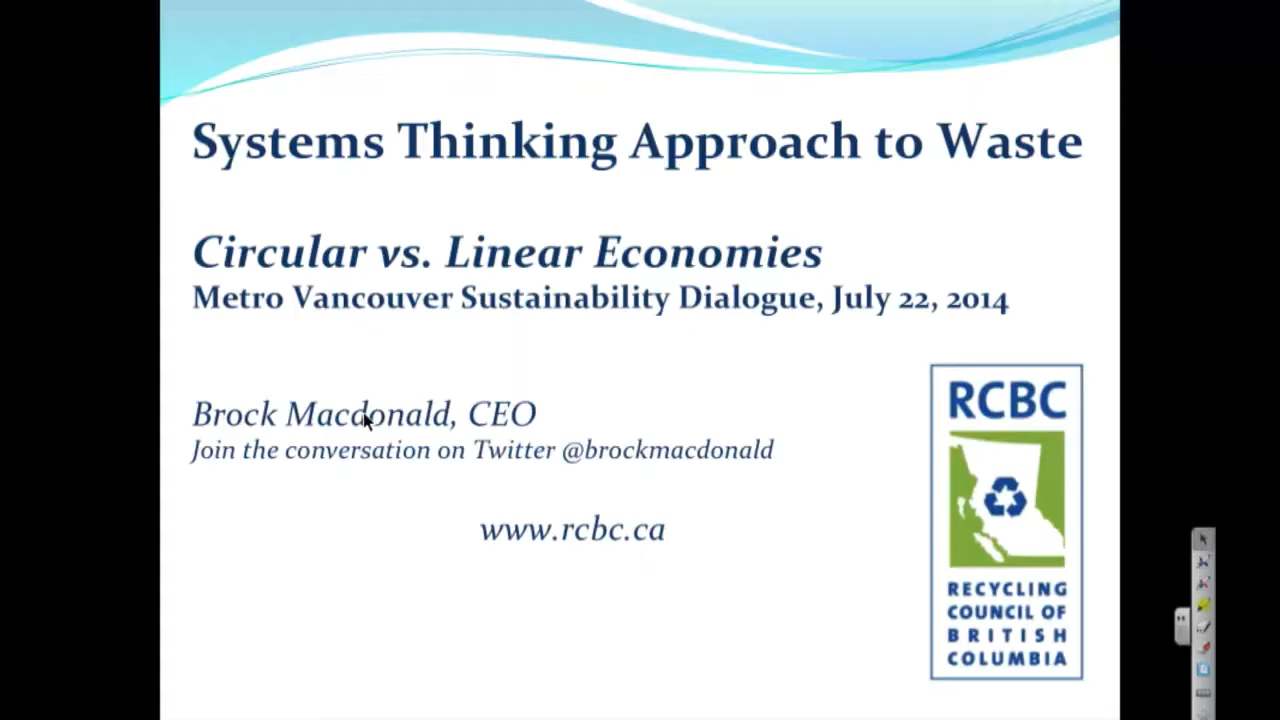 Systems Thinking Approach to Waste
Circular vs. Linear Economies
Metro Vancouver Sustainability Dialogue, July 22, 2014
Brock Macdonald, CEO
Join the conversation on Twitter @brockmacdonald
www.rcbc.ca
RCBC
RECYCLING
COUNCIL OF
BRITISH
COLUMBIA